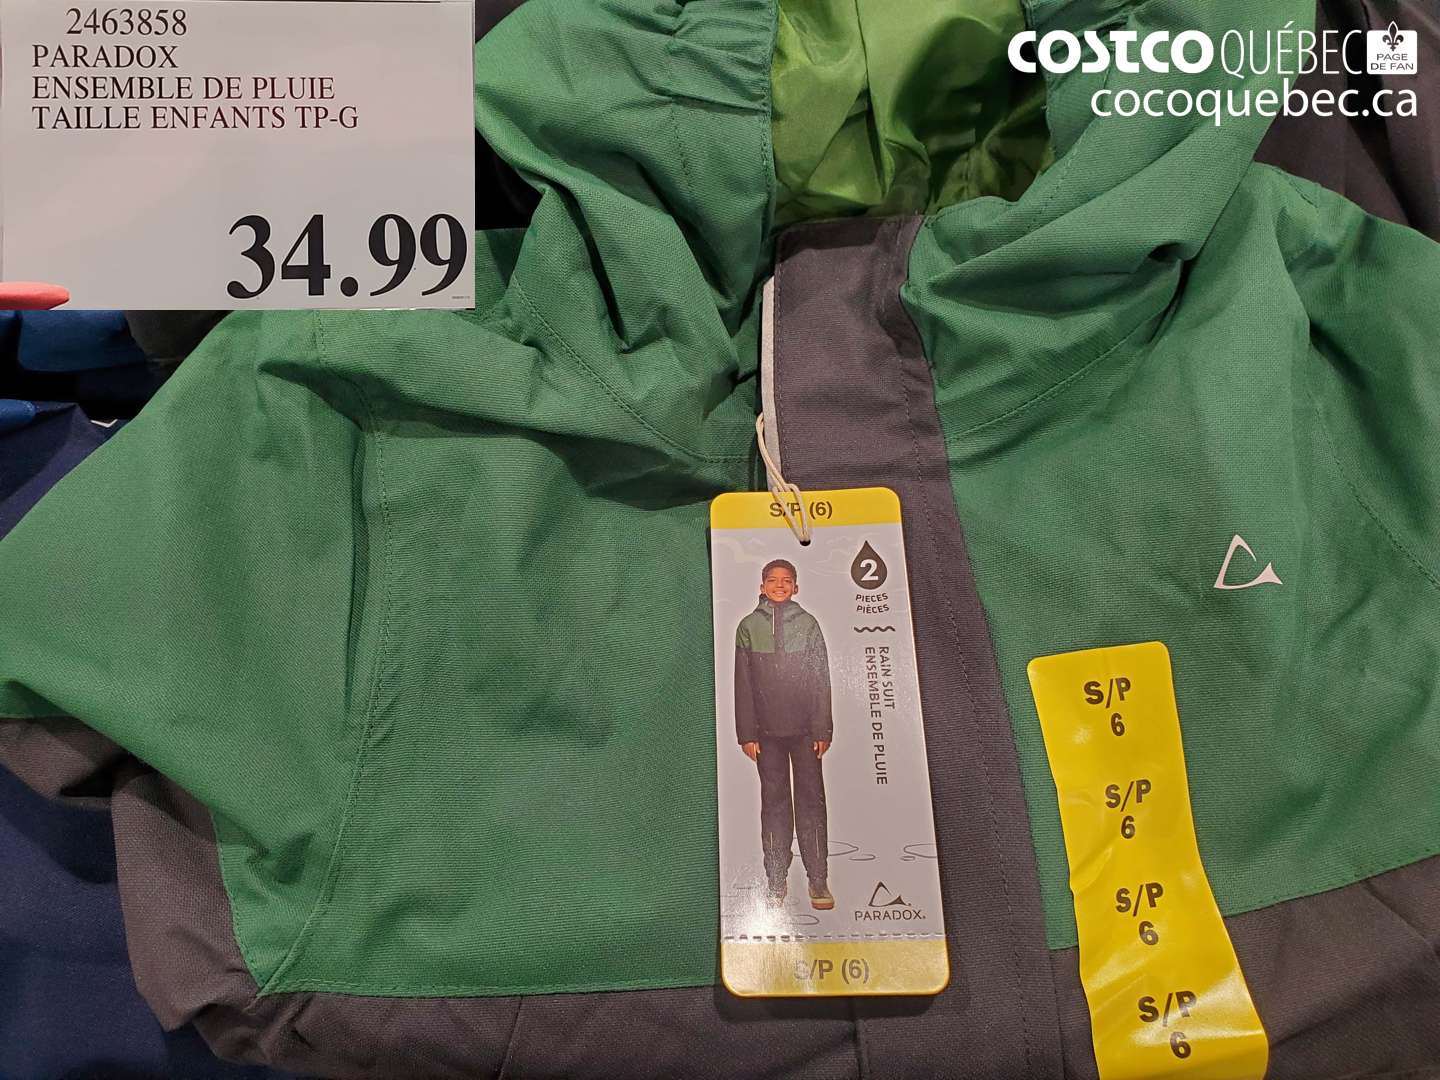 2463858
PARADOX
ENSEMBLE DE PLUIE
TAILLE ENFANTS TP-G
34.99
COSTCO QUÉBEC
PAGE
DE FAN
cocoquebec.ca
S/P (6)
2
PIECES
PIÈCES
RAIN SUIT
ENSEMBLE DE PLUIE
PARADOX
S/P (6)
S/P
6
S/P
6
S/P
6
S/P
6